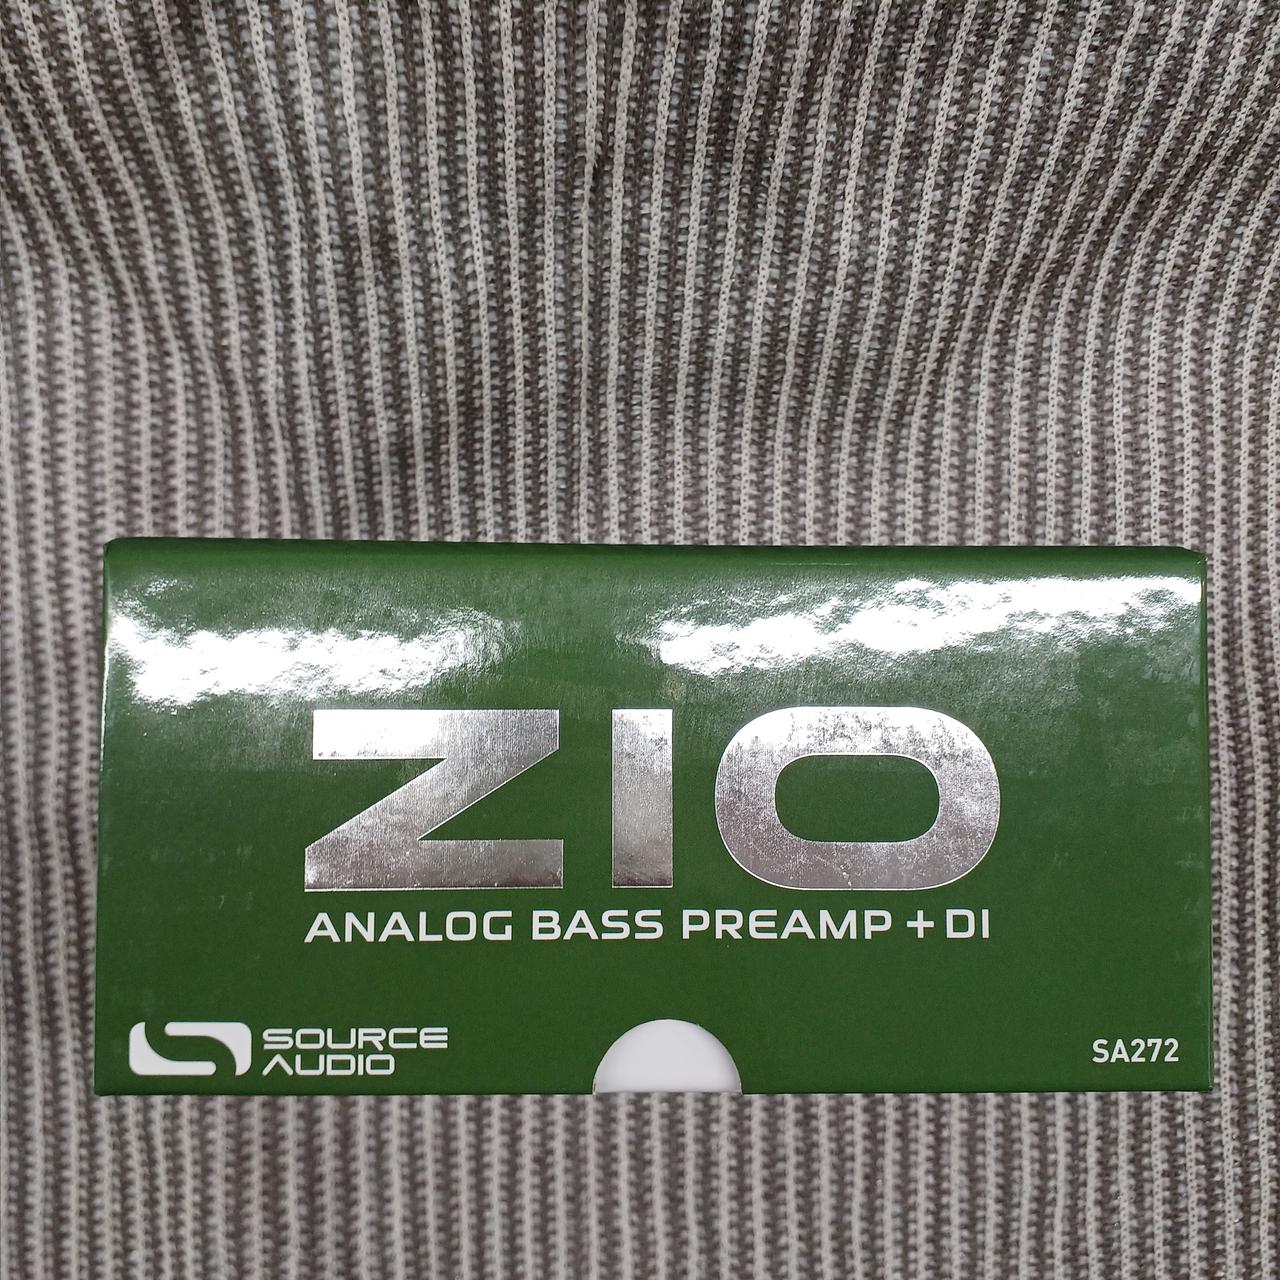 ZIO
ANALOG BASS PREAMP + DI
SOURCE
AUDIO
SA272